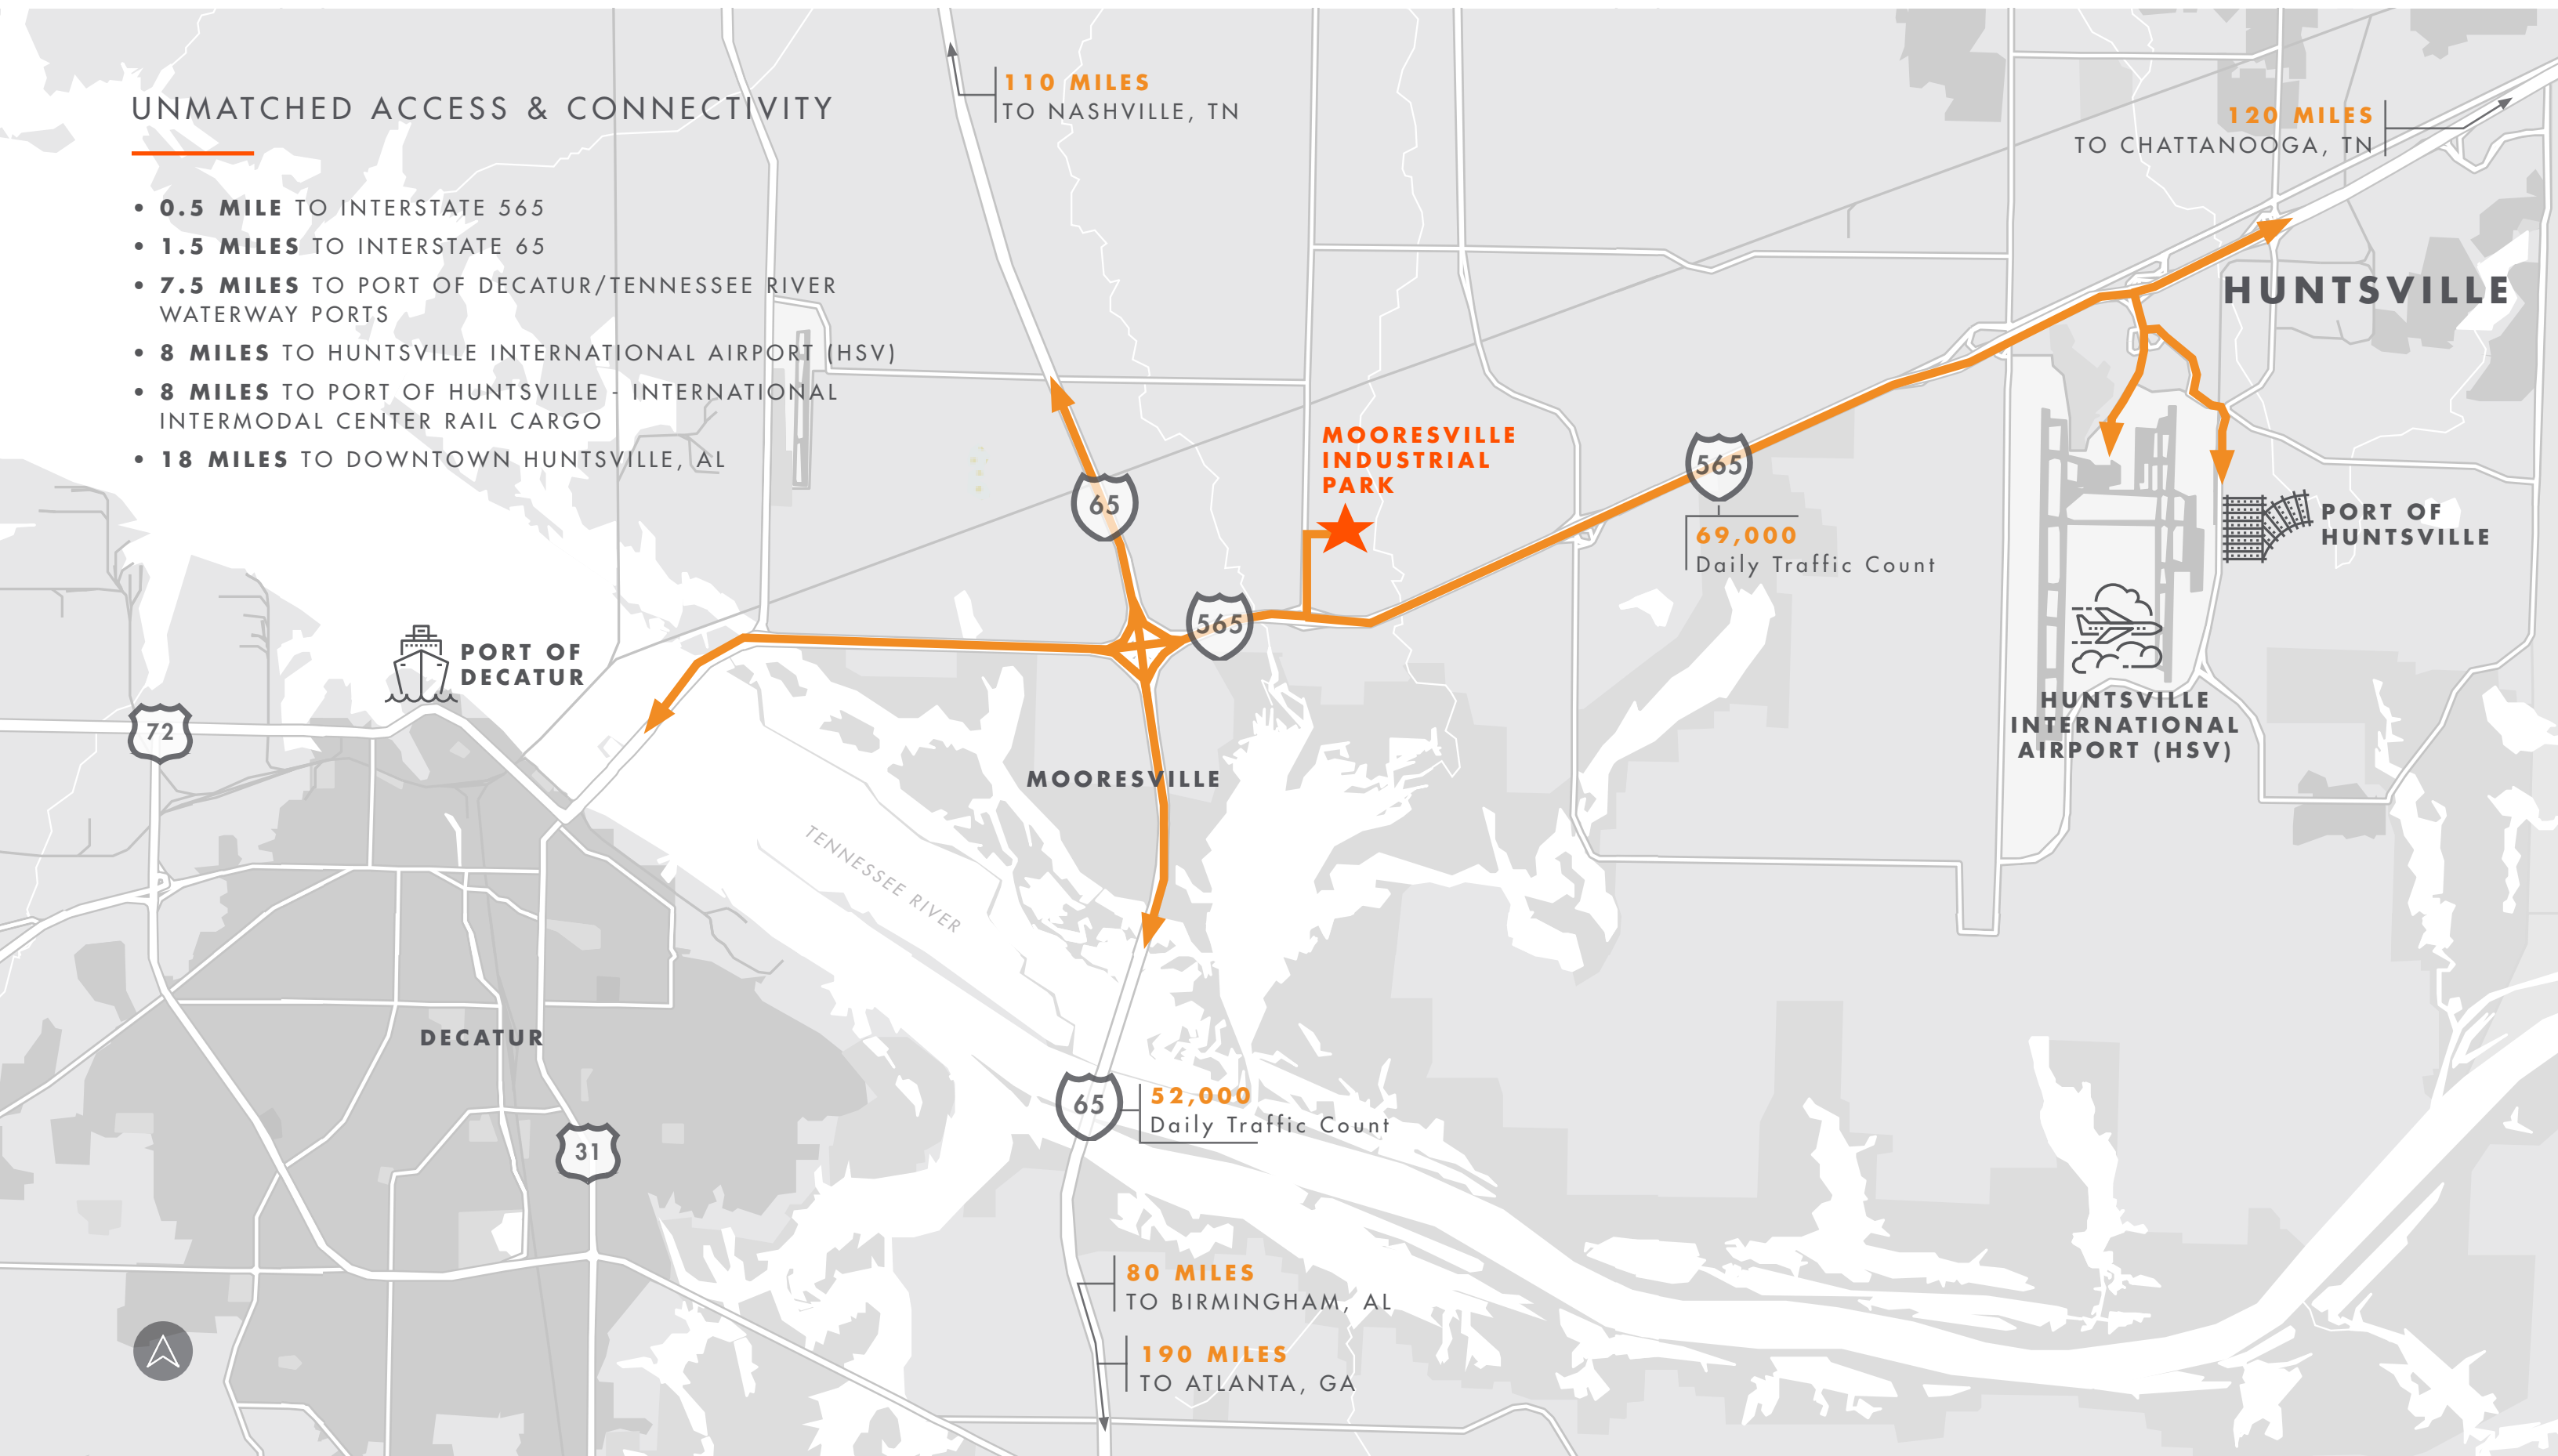 UNMATCHED ACCESS & CONNECTIVITY
• 0.5 MILE TO INTERSTATE 565
• 1.5 MILES TO INTERSTATE 65
• 7.5 MILES TO PORT OF DECATUR/TENNESSEE RIVER
WATERWAY PORTS
• 8 MILES TO HUNTSVILLE INTERNATIONAL AIRPORT (HSV)
• 8 MILES TO PORT OF HUNTSVILLE - INTERNATIONAL
INTERMODAL CENTER RAIL CARGO
• 18 MILES TO DOWNTOWN HUNTSVILLE, AL
110 MILES
TO NASHVILLE, TN
120 MILES
TO CHATTANOOGA, TN
HUNTSVILLE
MOORESVILLE
INDUSTRIAL
PARK
565
69,000
Daily Traffic Count
65
565
PORT OF
HUNTSVILLE
HUNTSVILLE
INTERNATIONAL
AIRPORT (HSV)
PORT OF
DECATUR
72
MOORESVILLE
TENNESSEE RIVER
DECATUR
31
65
52,000
Daily Traffic Count
80 MILES
TO BIRMINGHAM, AL
190 MILES
TO ATLANTA, GA